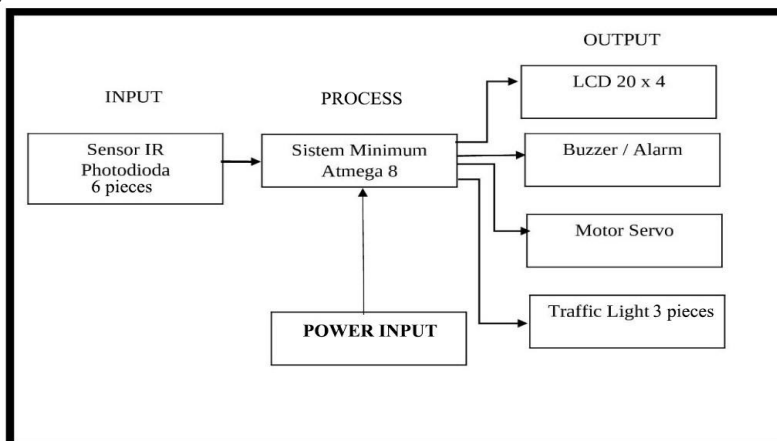 INPUT
Sensor IR
Photodioda
6 pieces
PROCESS
Sistem Minimum
Atmega 8
POWER INPUT
OUTPUT
LCD 20 x 4
Buzzer / Alarm
Motor Servo
Traffic Light 3 pieces